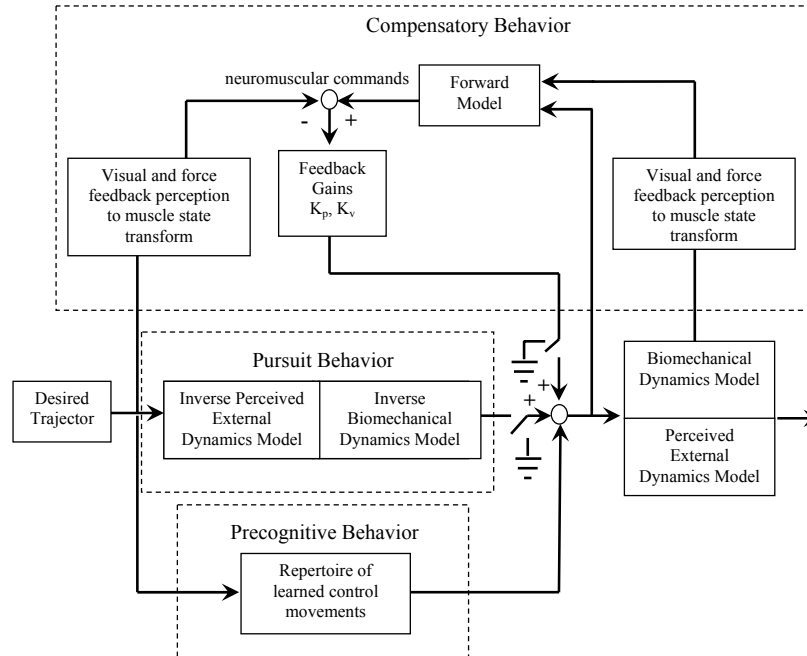 Compensatory Behavior
neuromuscular commands
Forward
Model
-
+
Visual and force
feedback perception
to muscle state
transform
Feedback
Gains
Kp, Kv
Visual and force
feedback perception
to muscle state
transform
Pursuit Behavior
Desired
Trajector
Inverse Perceived
External
Dynamics Model
Inverse
Biomechanical
Dynamics Model
+
+
Biomechanical
Dynamics Model
Perceived
External
Dynamics Model
Precognitive Behavior
Repertoire of
learned control
movements